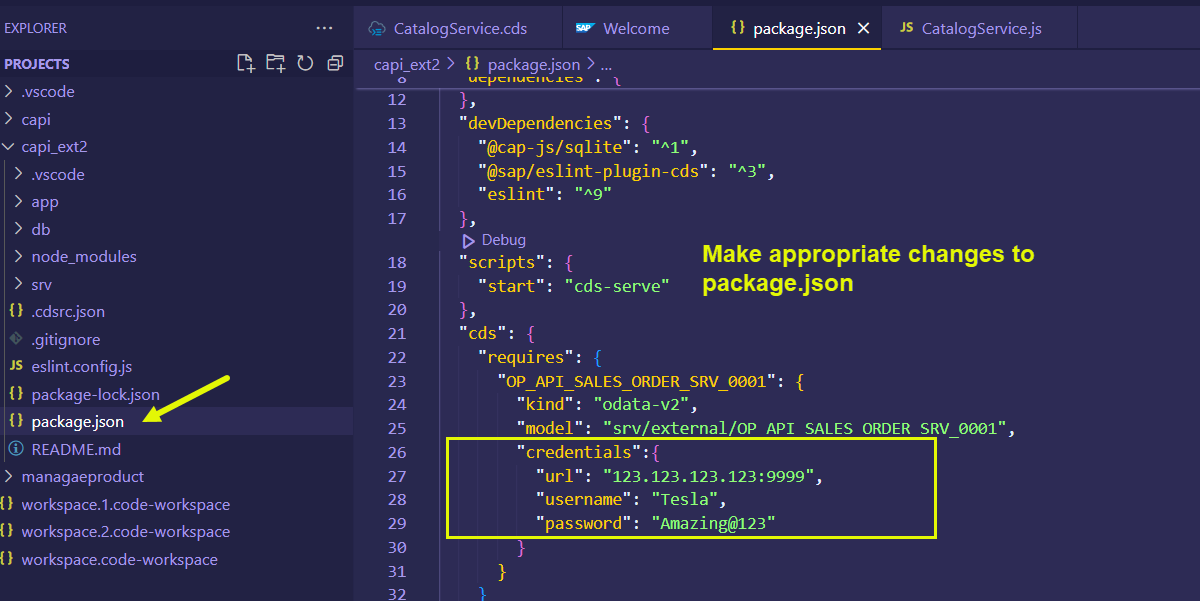 EXPLORER
...
PROJECTS
.vscode
capi
capi_ext2
.vscode
app
db
node_modules
srv
{} .cdsrc.json
.gitignore
JS eslint.config.js
{} package-lock.json
{} package.json
README.md
managaeproduct
{} workspace.1.code-workspace
{} workspace.2.code-workspace
{} workspace.code-workspace
CatalogService.cds
SAP Welcome
{} package.json ×
JS CatalogService.js
capi_ext2 > {} package.json > ...
8 "dependencies": {
12 },
13 "devDependencies": {
14 "@cap-js/sqlite": "^1",
15 "@sap/eslint-plugin-cds": "^3",
16 "eslint": "^9"
17 },
Debug
18 "scripts": {
19 "start": "cds-serve"
20 },
21 "cds": {
22 "requires": {
23 "OP_API_SALES_ORDER_SRV_0001": {
24 "kind": "odata-v2",
25 "model": "srv/external/OP_API_SALES_ORDER_SRV_0001",
26 "credentials":{
27 "url": "123.123.123.123:9999",
28 "username": "Tesla",
29 "password": "Amazing@123"
30 }
31 }
32 }
Make appropriate changes to
package.json